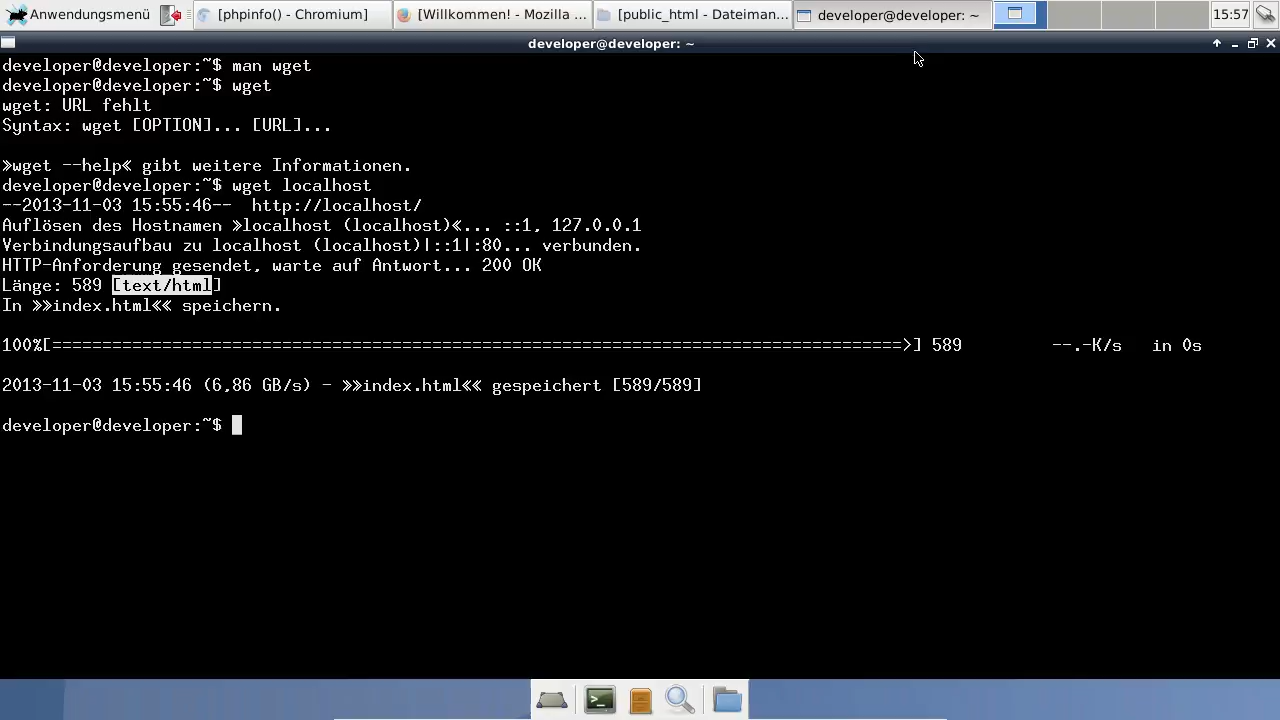 Anwendungsmenü
[phpinfo() - Chromium]
[Willkommen! - Mozilla ...
[public_html - Dateiman...
developer@developer: ~
15:57
developer@developer: ~
developer@developer:~$ man wget
developer@developer:~$ wget
wget: URL fehlt
Syntax: wget [OPTION]... [URL]...
»wget --help« gibt weitere Informationen.
developer@developer:~$ wget localhost
--2013-11-03 15:55:46--  http://localhost/
Auflösen des Hostnamen »localhost (localhost)«... ::1, 127.0.0.1
Verbindungsaufbau zu localhost (localhost)|::1|:80... verbunden.
HTTP-Anforderung gesendet, warte auf Antwort... 200 OK
Länge: 589 [text/html]
In »»index.html«« speichern.
100%[=====================================================================================>] 589         --.-K/s   in 0s
2013-11-03 15:55:46 (6,86 GB/s) - »»index.html«« gespeichert [589/589]
developer@developer:~$